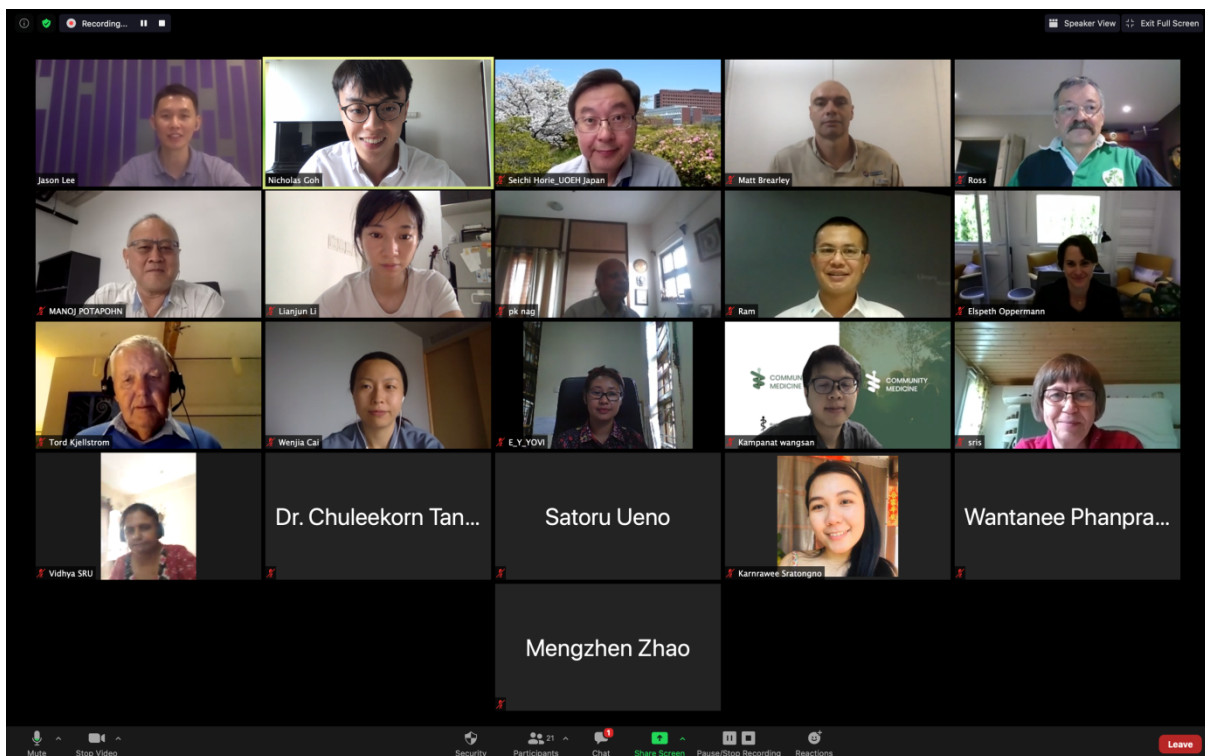 Recording...
Speaker View
Exit Full Screen
Jason Lee
Nicholas Goh
Seichi Horie_UOEH Japan
Matt Brearley
Ross
MANOJ POTAPOHN
Lianjun Li
pk nag
Ram
Elspeth Oppermann
Tord Kjellstrom
Wenjia Cai
E_Y_YOVI
COMMUN
MEDICINE
COMMUNITY
MEDICINE
Kampanat wangsan
sris
Vidhya SRU
Dr. Chuleekorn Tan...
Satoru Ueno
Karnrawee Sratongno
Wantanee Phanpra...
Mengzhen Zhao
Mute
Stop Video
Security
Participants
21
Chat
1
Share Screen
Pause/Stop Recording
Reactions
Leave